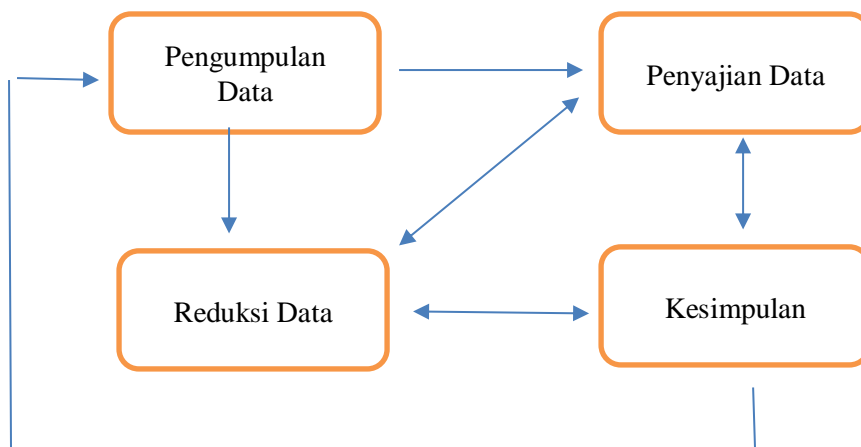 Pengumpulan
Data
Penyajian Data
Reduksi Data
Kesimpulan